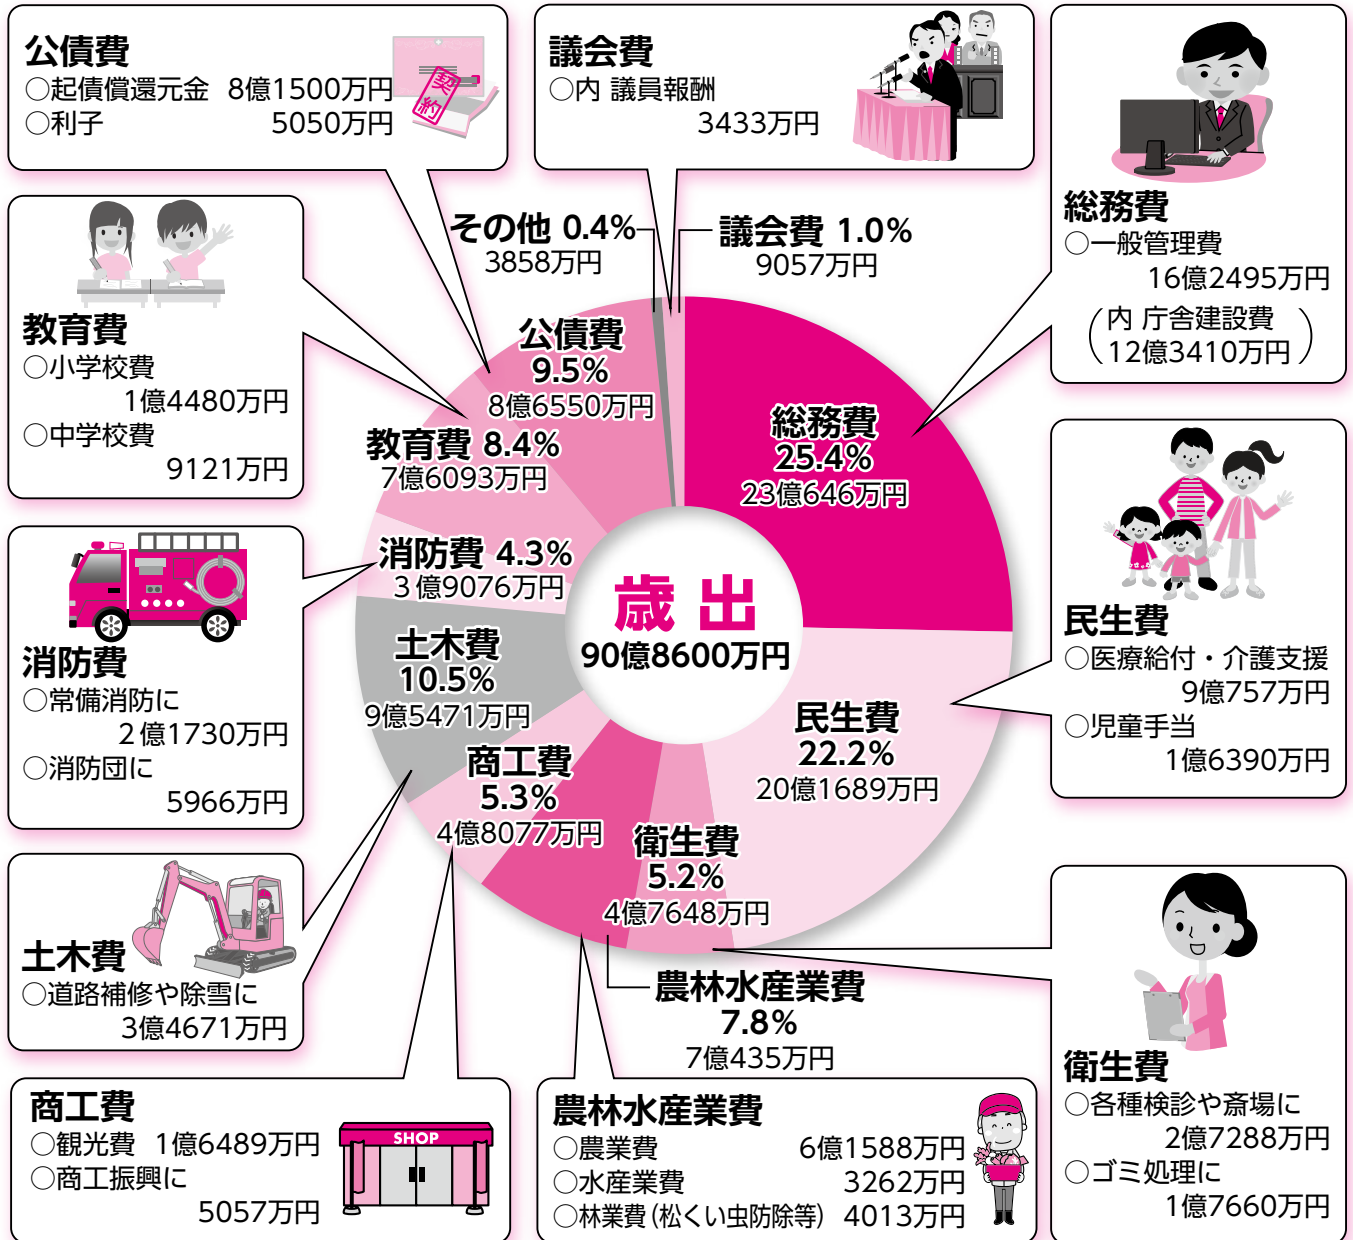 公債費
○起債償還元金 8億1500万円
○利子 5050万円
契約
議会費
○内 議員報酬
3433万円
総務費
○一般管理費
16億2495万円
(内 庁舎建設費
12億3410万円)
教育費
○小学校費
1億4480万円
○中学校費
9121万円
その他 0.4%
3858万円
議会費 1.0%
9057万円
公債費
9.5%
8億6550万円
総務費
25.4%
23億646万円
教育費 8.4%
7億6093万円
消防費 4.3%
3億9076万円
歳出
90億8600万円
土木費
10.5%
9億5471万円
民生費
22.2%
20億1689万円
商工費
5.3%
4億8077万円
衛生費
5.2%
4億7648万円
農林水産業費
7.8%
7億435万円
民生費
○医療給付・介護支援
9億757万円
○児童手当
1億6390万円
消防費
○常備消防に
2億1730万円
○消防団に
5966万円
土木費
○道路補修や除雪に
3億4671万円
衛生費
○各種検診や斎場に
2億7288万円
○ゴミ処理に
1億7660万円
商工費
○観光費 1億6489万円
○商工振興に
5057万円
SHOP
農林水産業費
○農業費 6億1588万円
○水産業費 3262万円
○林業費(松くい虫防除等) 4013万円